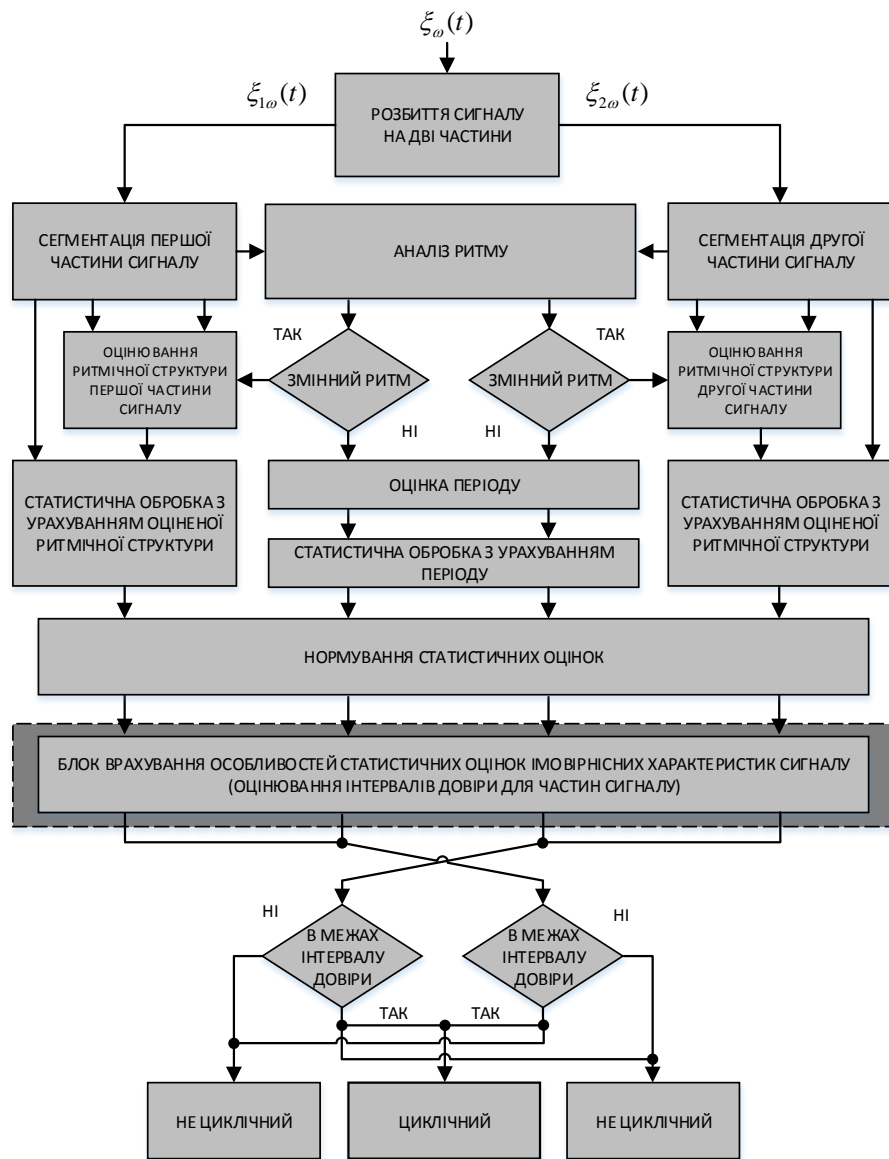 ξω(t)
ξ1ω(t)
ξ2ω(t)
РОЗБИТТЯ СИГНАЛУ
НА ДВІ ЧАСТИНИ
СЕГМЕНТАЦІЯ ПЕРШОЇ
ЧАСТИНИ СИГНАЛУ
АНАЛІЗ РИТМУ
СЕГМЕНТАЦІЯ ДРУГОЇ
ЧАСТИНИ СИГНАЛУ
ТАК
ТАК
ОЦІНЮВАННЯ
РИТМІЧНОЇ СТРУКТУРИ
ПЕРШОЇ ЧАСТИНИ
СИГНАЛУ
ЗМІННИЙ РИТМ
ЗМІННИЙ РИТМ
ОЦІНЮВАННЯ
РИТМІЧНОЇ СТРУКТУРИ
ДРУГОЇ ЧАСТИНИ
СИГНАЛУ
НІ
НІ
СТАТИСТИЧНА ОБРОБКА З
УРАХУВАННЯМ ОЦІНЕНОЇ
РИТМІЧНОЇ СТРУКТУРИ
ОЦІНКА ПЕРІОДУ
СТАТИСТИЧНА ОБРОБКА З УРАХУВАННЯМ
ПЕРІОДУ
СТАТИСТИЧНА ОБРОБКА З
УРАХУВАННЯМ ОЦІНЕНОЇ
РИТМІЧНОЇ СТРУКТУРИ
НОРМУВАННЯ СТАТИСТИЧНИХ ОЦІНОК
БЛОК ВРАХУВАННЯ ОСОБЛИВОСТЕЙ СТАТИСТИЧНИХ ОЦІНОК ІМОВІРНІСНИХ ХАРАКТЕРИСТИК СИГНАЛУ
(ОЦІНЮВАННЯ ІНТЕРВАЛІВ ДОВІРИ ДЛЯ ЧАСТИН СИГНАЛУ)
НІ
НІ
В МЕЖАХ
ІНТЕРВАЛУ
ДОВІРИ
В МЕЖАХ
ІНТЕРВАЛУ
ДОВІРИ
ТАК
ТАК
НЕ ЦИКЛІЧНИЙ
ЦИКЛІЧНИЙ
НЕ ЦИКЛІЧНИЙ